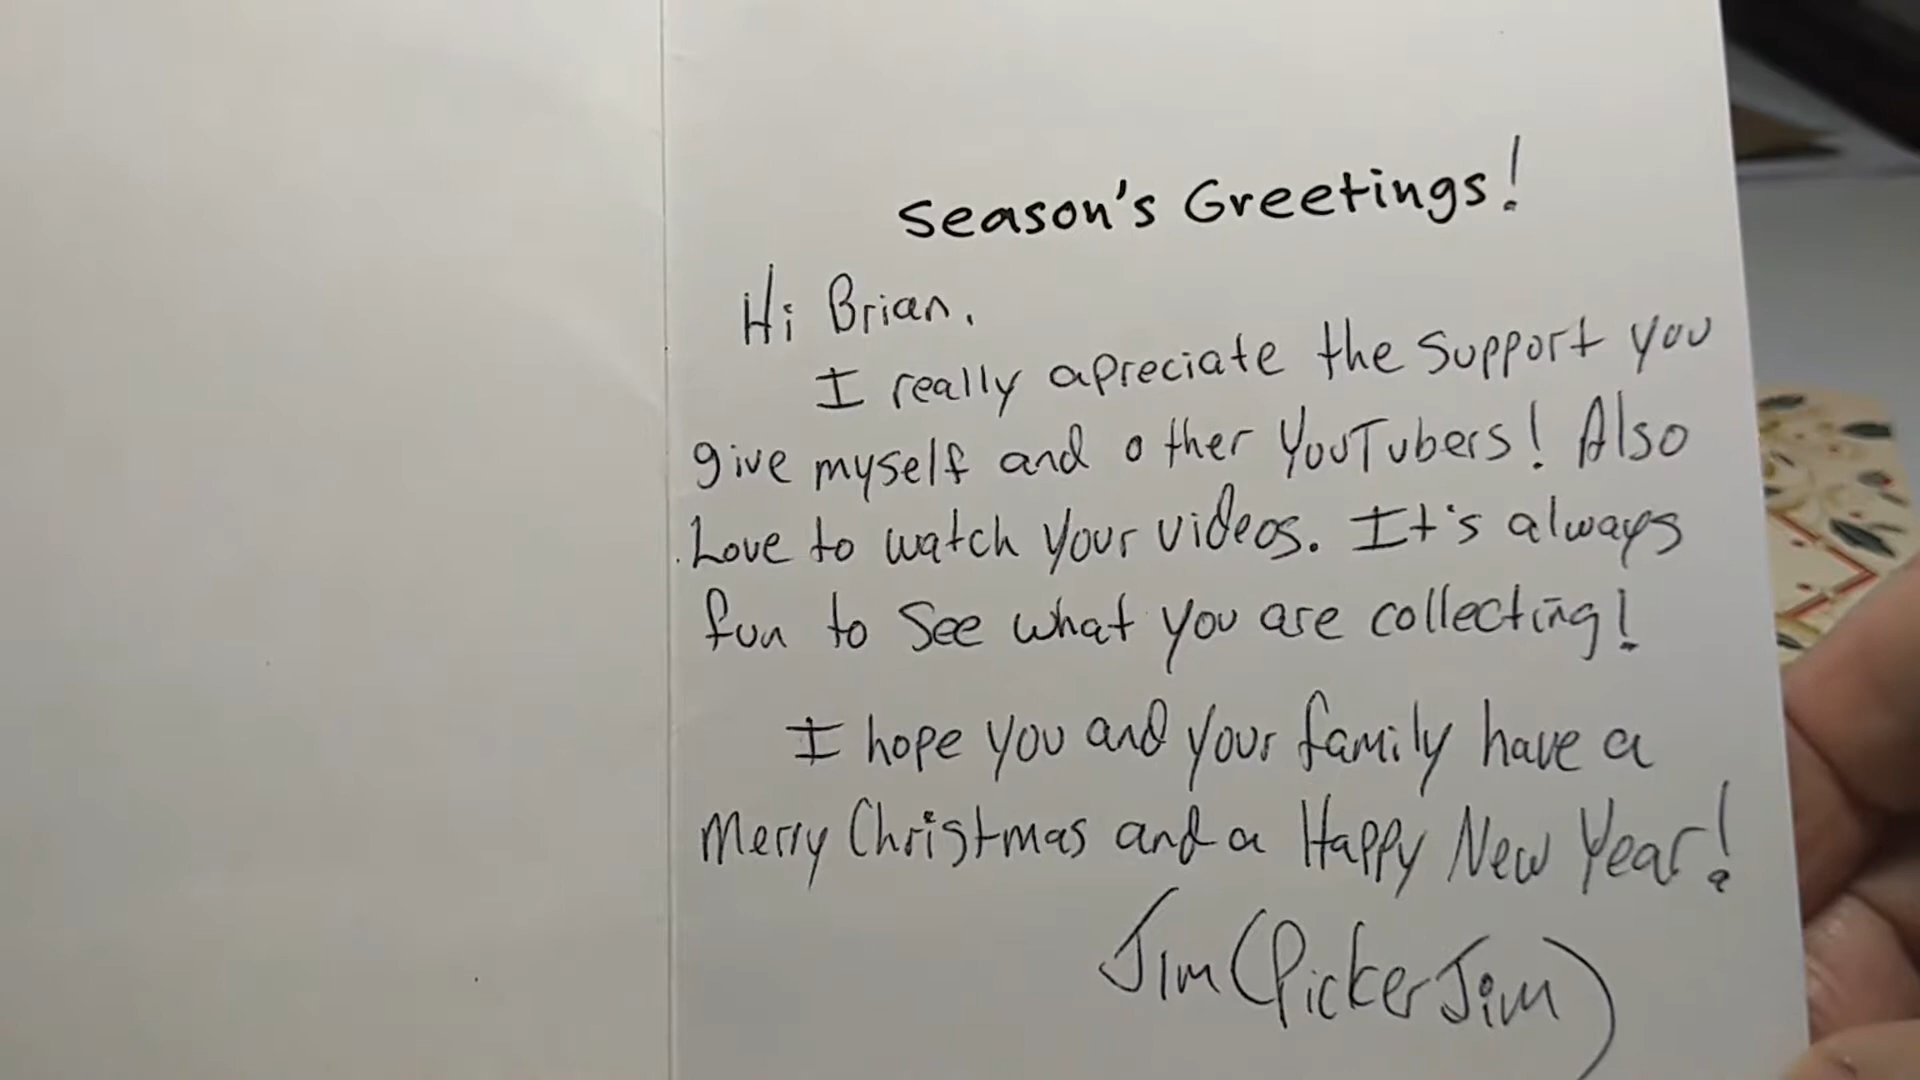 Season's Greetings!
Hi Brian,
I really apreciate the support you
give myself and other YouTubers! Also
Love to watch your videos. It's always
fun to see what you are collecting!
I hope you and your family have a
Merry Christmas and a Happy New Year!
Jim (Picker Jim)